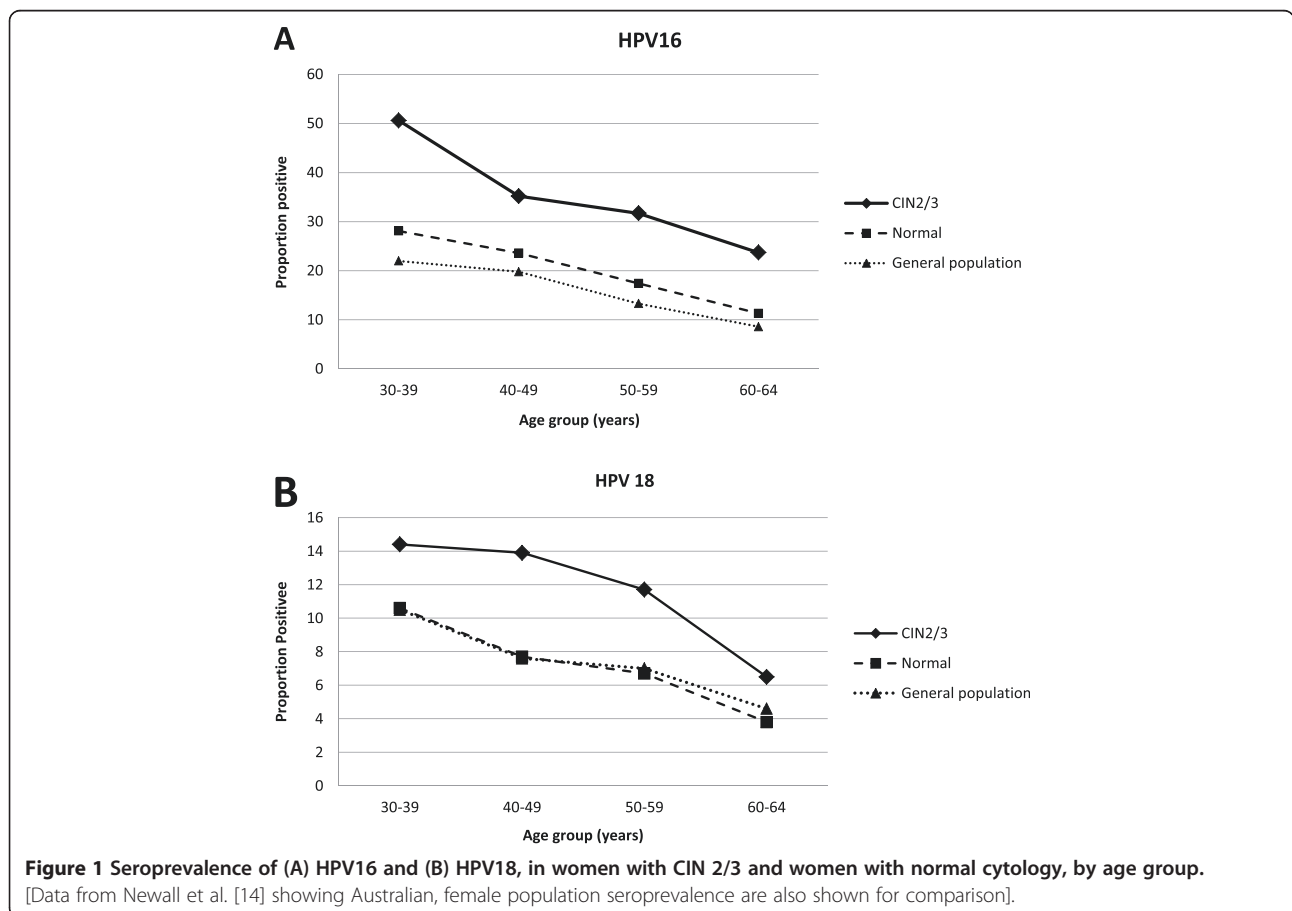 A
HPV16
60
50
40
30
20
10
0
Proportion positive
30-39
40-49
50-59
60-64
Age group (years)
CIN2/3
Normal
General population
B
HPV 18
16
14
12
10
8
6
4
2
0
Proportion Positivee
30-39
40-49
50-59
60-64
Age group (years)
CIN2/3
Normal
General population
Figure 1 Seroprevalence of (A) HPV16 and (B) HPV18, in women with CIN 2/3 and women with normal cytology, by age group.
[Data from Newall et al. [14] showing Australian, female population seroprevalence are also shown for comparison].